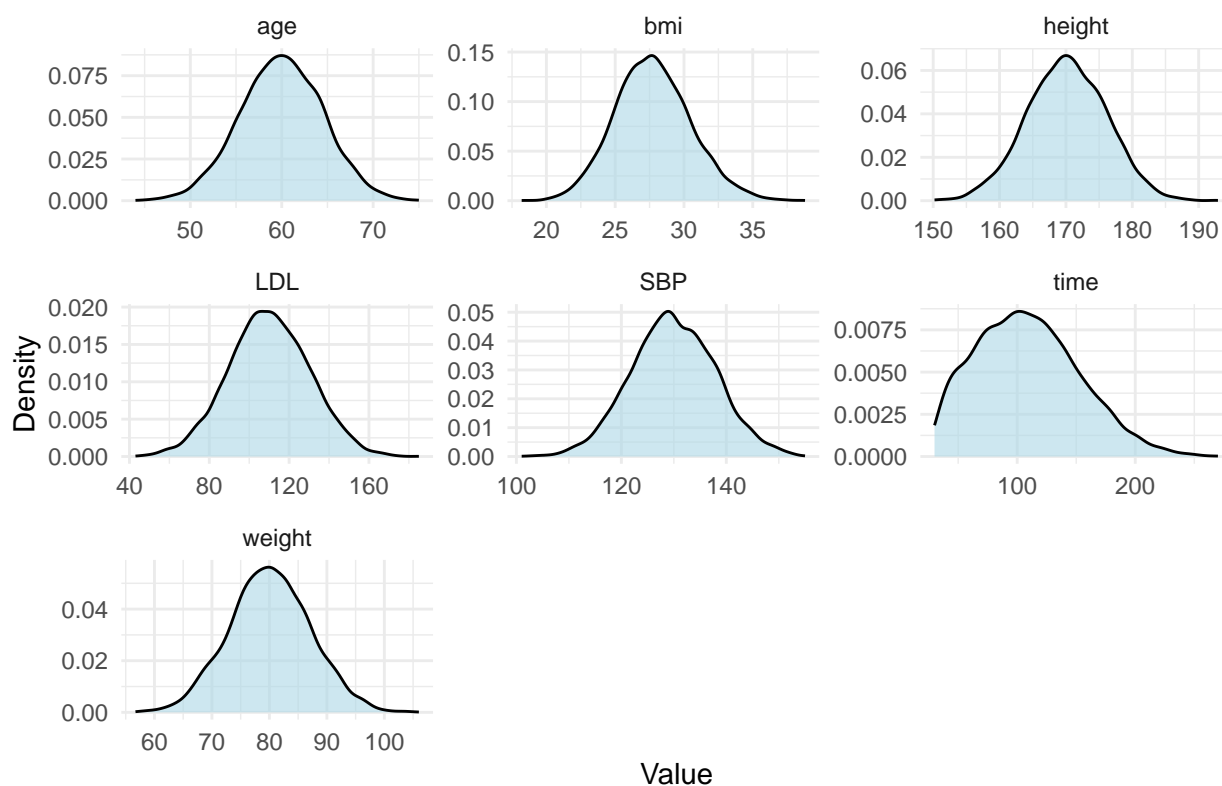 age bmi height
0.075 0.050 0.025 0.000
50 60 70
0.15 0.10 0.05 0.00
20 25 30 35
0.06 0.04 0.02 0.00
150 160 170 180 190
LDL SBP time
0.020 0.015 0.010 0.005 0.000
40 80 120 160
0.05 0.04 0.03 0.02 0.01 0.00
100 120 140
0.0075 0.0050 0.0025 0.0000
100 200
weight
0.04 0.02 0.00
60 70 80 90 100
Density
Value